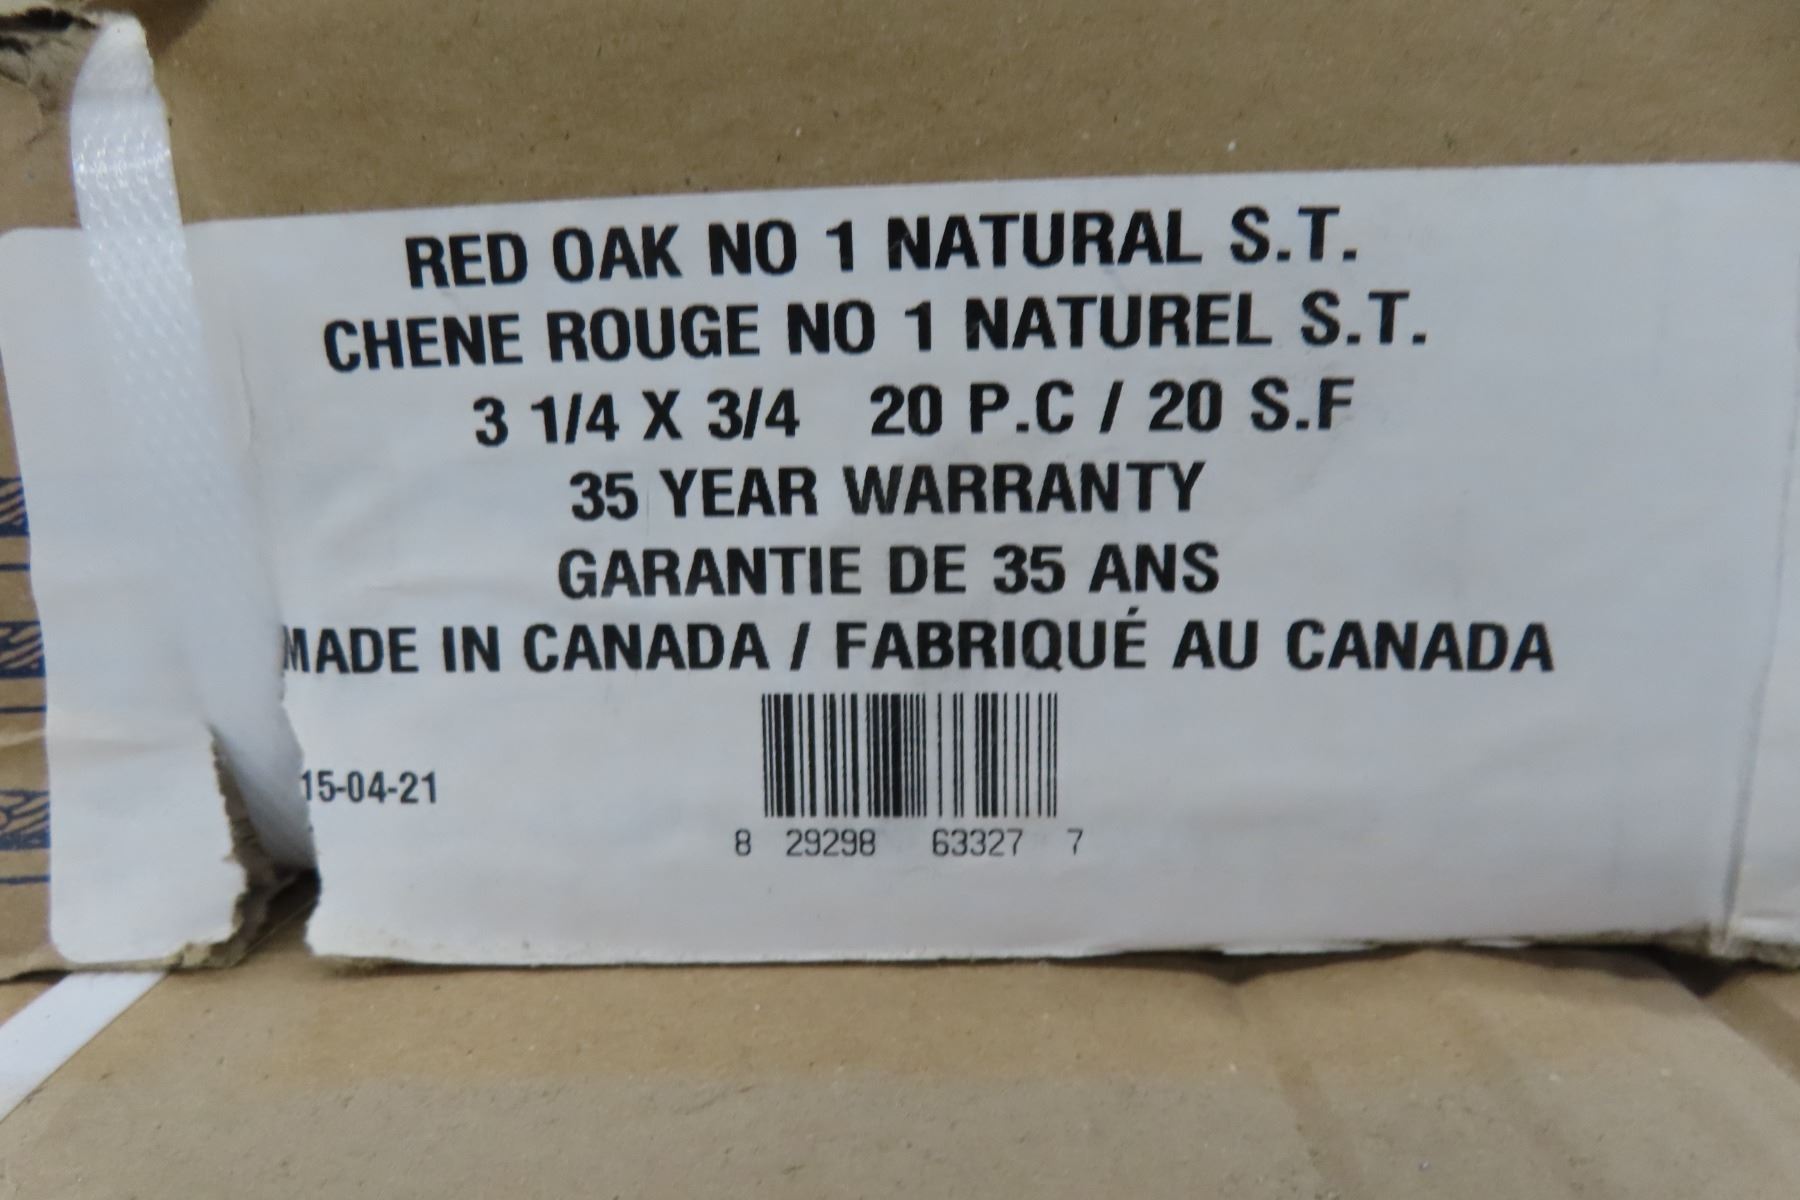 RED OAK NO 1 NATURAL S.T.
CHENE ROUGE NO 1 NATUREL S.T.
3 1/4 X 3/4 20 P.C / 20 S.F
35 YEAR WARRANTY
GARANTIE DE 35 ANS
MADE IN CANADA / FABRIQUÉ AU CANADA
15-04-21
8 29298 63327 7